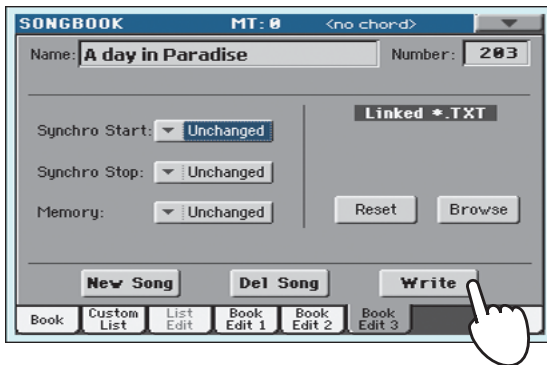 SONGBOOK MT: 0 <no chord>
Name: A day in Paradise Number: 203
Linked *.TXT
Synchro Start: Unchanged
Synchro Stop: Unchanged
Memory: Unchanged Reset Browse
New Song Del Song Write
Book Custom List List Edit Book Edit 1 Book Edit 2 Book Edit 3